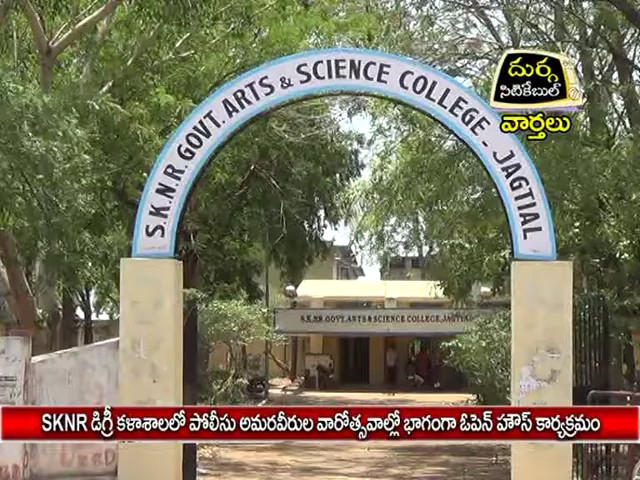 దుర్గ
సిటికేబుల్
వార్తలు
S.K.N.R. GOVT. ARTS & SCIENCE COLLEGE - JAGTIAL
S.K.N.R. GOVT. ARTS & SCIENCE COLLEGE, JAGTIAL
SKNR డిగ్రీ కళాశాలలో పోలీసు అమరవీరుల వారోత్సవాల్లో భాగంగా ఓపెన్ హౌస్ కార్యక్రమం